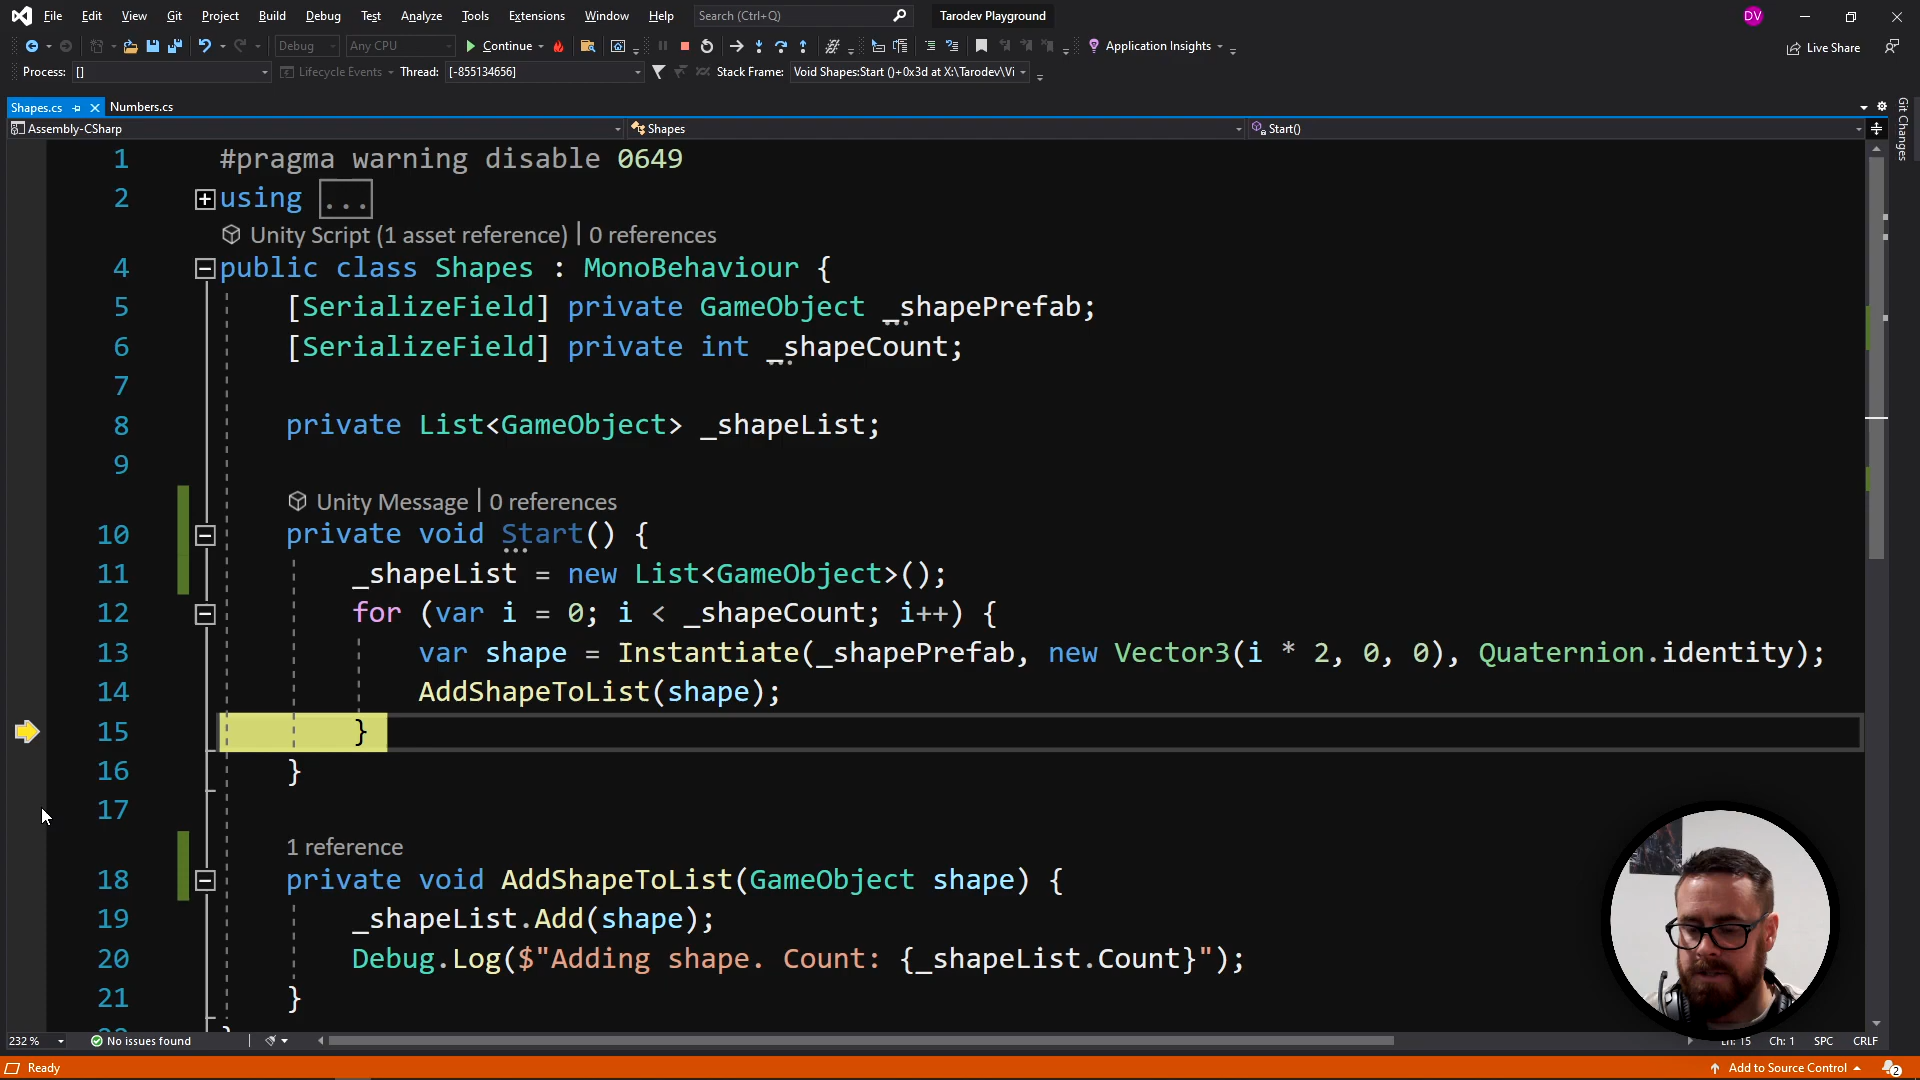 File Edit View Git Project Build Debug Test Analyze Tools Extensions Window Help Search (Ctrl+Q) Tarodev Playground DV
Debug Any CPU Continue Application Insights Live Share
Process: [] Lifecycle Events Thread: [-855134656] Stack Frame: Void Shapes:Start ()+0x3d at X:\Tarodev\Vi
Shapes.cs Numbers.cs
Git Changes
Assembly-CSharp Shapes Start()
1 #pragma warning disable 0649
2 using ...
Unity Script (1 asset reference) | 0 references
4 public class Shapes : MonoBehaviour {
5 [SerializeField] private GameObject _shapePrefab;
6 [SerializeField] private int _shapeCount;
7
8 private List<GameObject> _shapeList;
9
Unity Message | 0 references
10 private void Start() {
11 _shapeList = new List<GameObject>();
12 for (var i = 0; i < _shapeCount; i++) {
13 var shape = Instantiate(_shapePrefab, new Vector3(i * 2, 0, 0), Quaternion.identity);
14 AddShapeToList(shape);
15 }
16 }
17
1 reference
18 private void AddShapeToList(GameObject shape) {
19 _shapeList.Add(shape);
20 Debug.Log($"Adding shape. Count: {_shapeList.Count}");
21 }
22 }
232 % No issues found Ln: 15 Ch: 1 SPC CRLF
Ready Add to Source Control 2